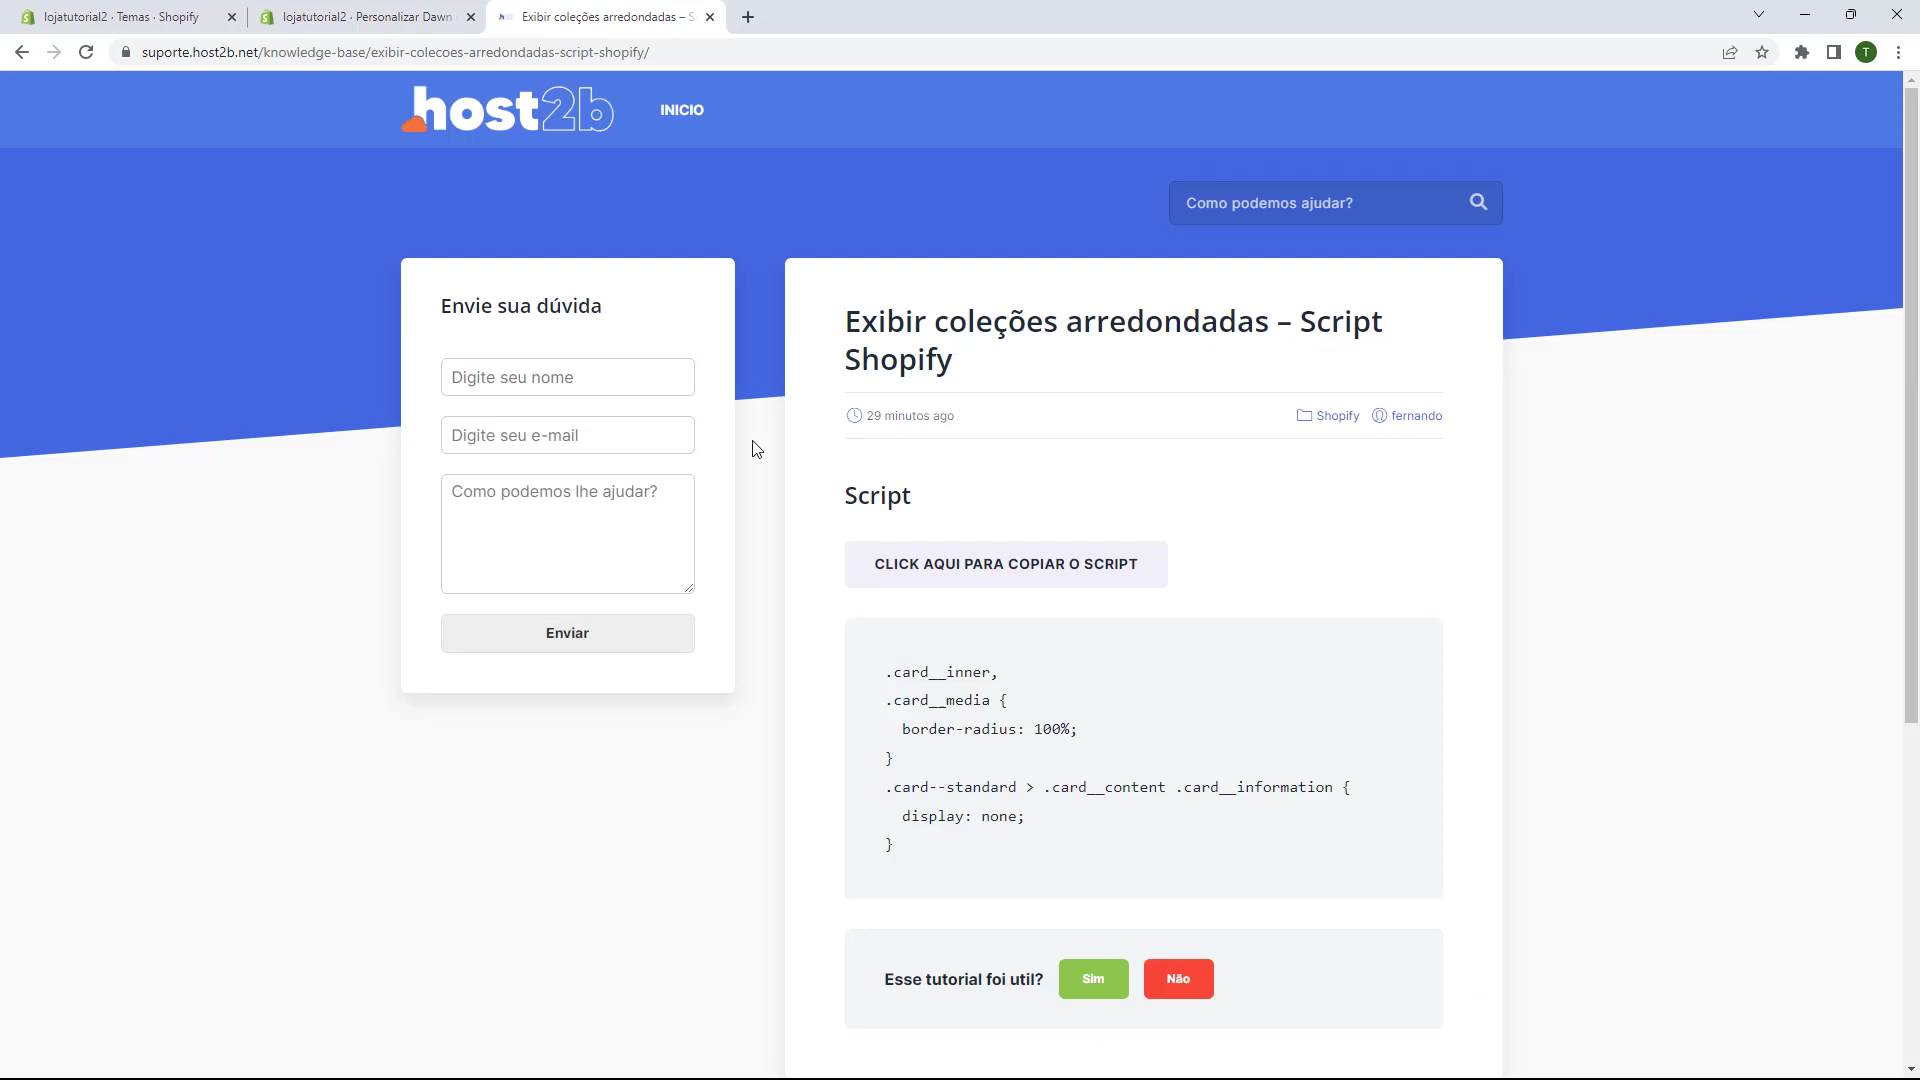 lojatutorial2 · Temas · Shopify
lojatutorial2 · Personalizar Dawn
Exibir coleções arredondadas – S
suporte.host2b.net/knowledge-base/exibir-colecoes-arredondadas-script-shopify/
T
host2b
INICIO
Como podemos ajudar?
Envie sua dúvida
Digite seu nome
Digite seu e-mail
Como podemos lhe ajudar?
Enviar
Exibir coleções arredondadas – Script
Shopify
29 minutos ago
Shopify
fernando
Script
CLICK AQUI PARA COPIAR O SCRIPT
.card__inner,
.card__media {
border-radius: 100%;
}
.card--standard > .card__content .card__information {
display: none;
}
Esse tutorial foi util?
Sim
Não